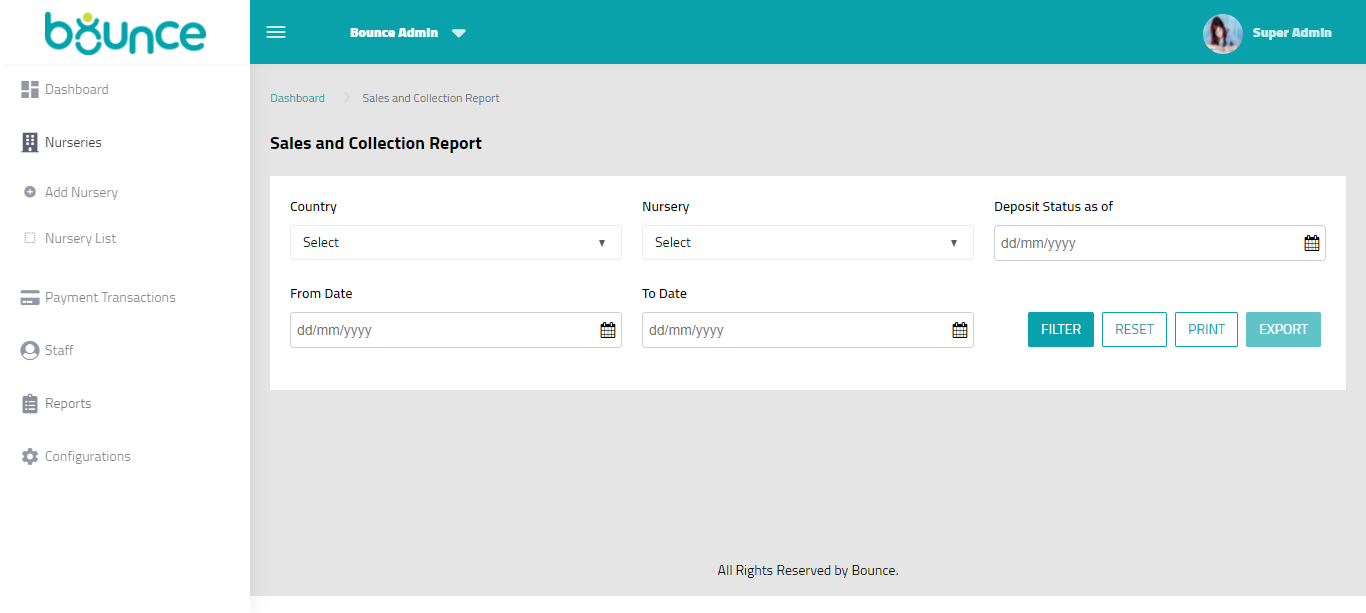 bounce
Bounce Admin
Super Admin
Dashboard
Nurseries
Add Nursery
Nursery List
Payment Transactions
Staff
Reports
Configurations
Dashboard Sales and Collection Report
Sales and Collection Report
Country Nursery Deposit Status as of
Select Select dd/mm/yyyy
From Date To Date
dd/mm/yyyy dd/mm/yyyy FILTER RESET PRINT EXPORT
All Rights Reserved by Bounce.